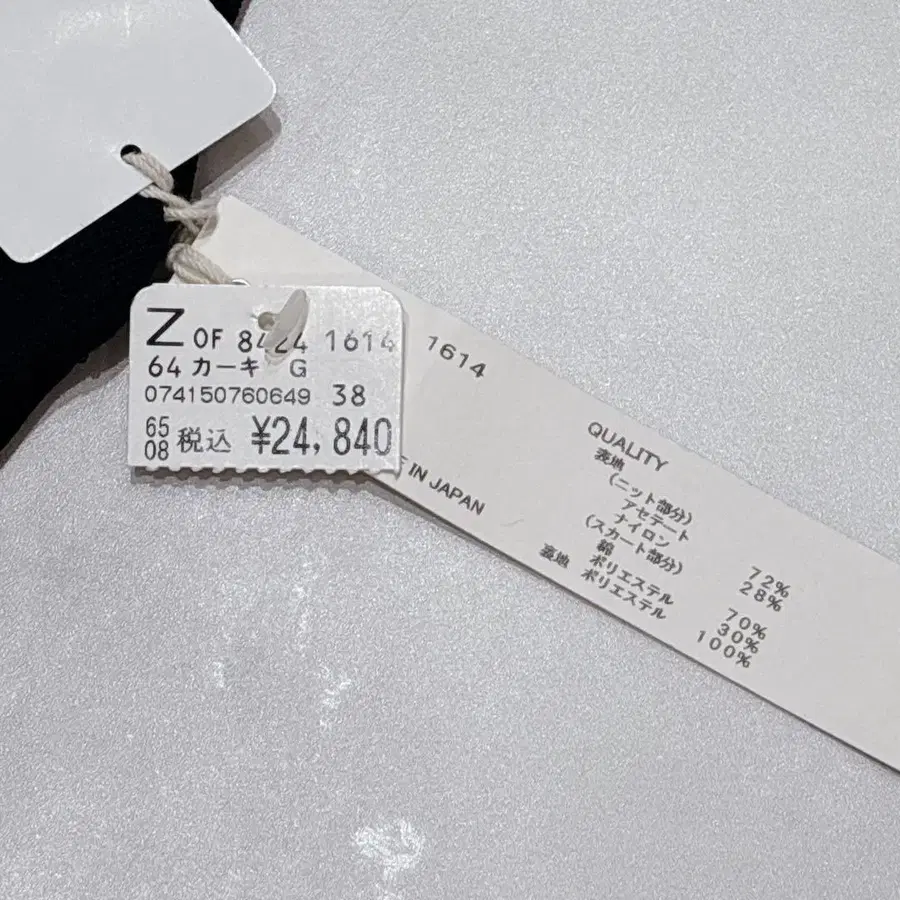 Z OF 8424 1614
64 カーキ G
074150760649 38
65
08 税込 ¥24,840
1614
IN JAPAN
QUALITY
表地
(ニット部分)
アセテート 72%
ナイロン 28%
(スカート部分)
綿 70%
ポリエステル 30%
裏地 ポリエステル 100%